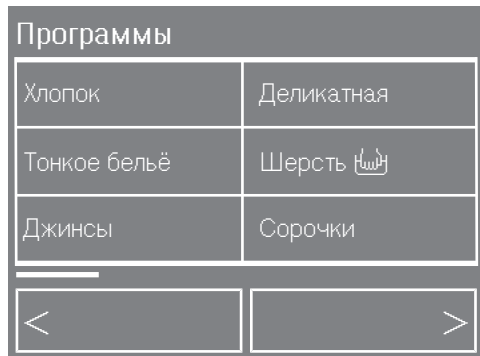 Программы
Хлопок
Деликатная
Тонкое бельё
Шерсть
Джинсы
Сорочки
< >